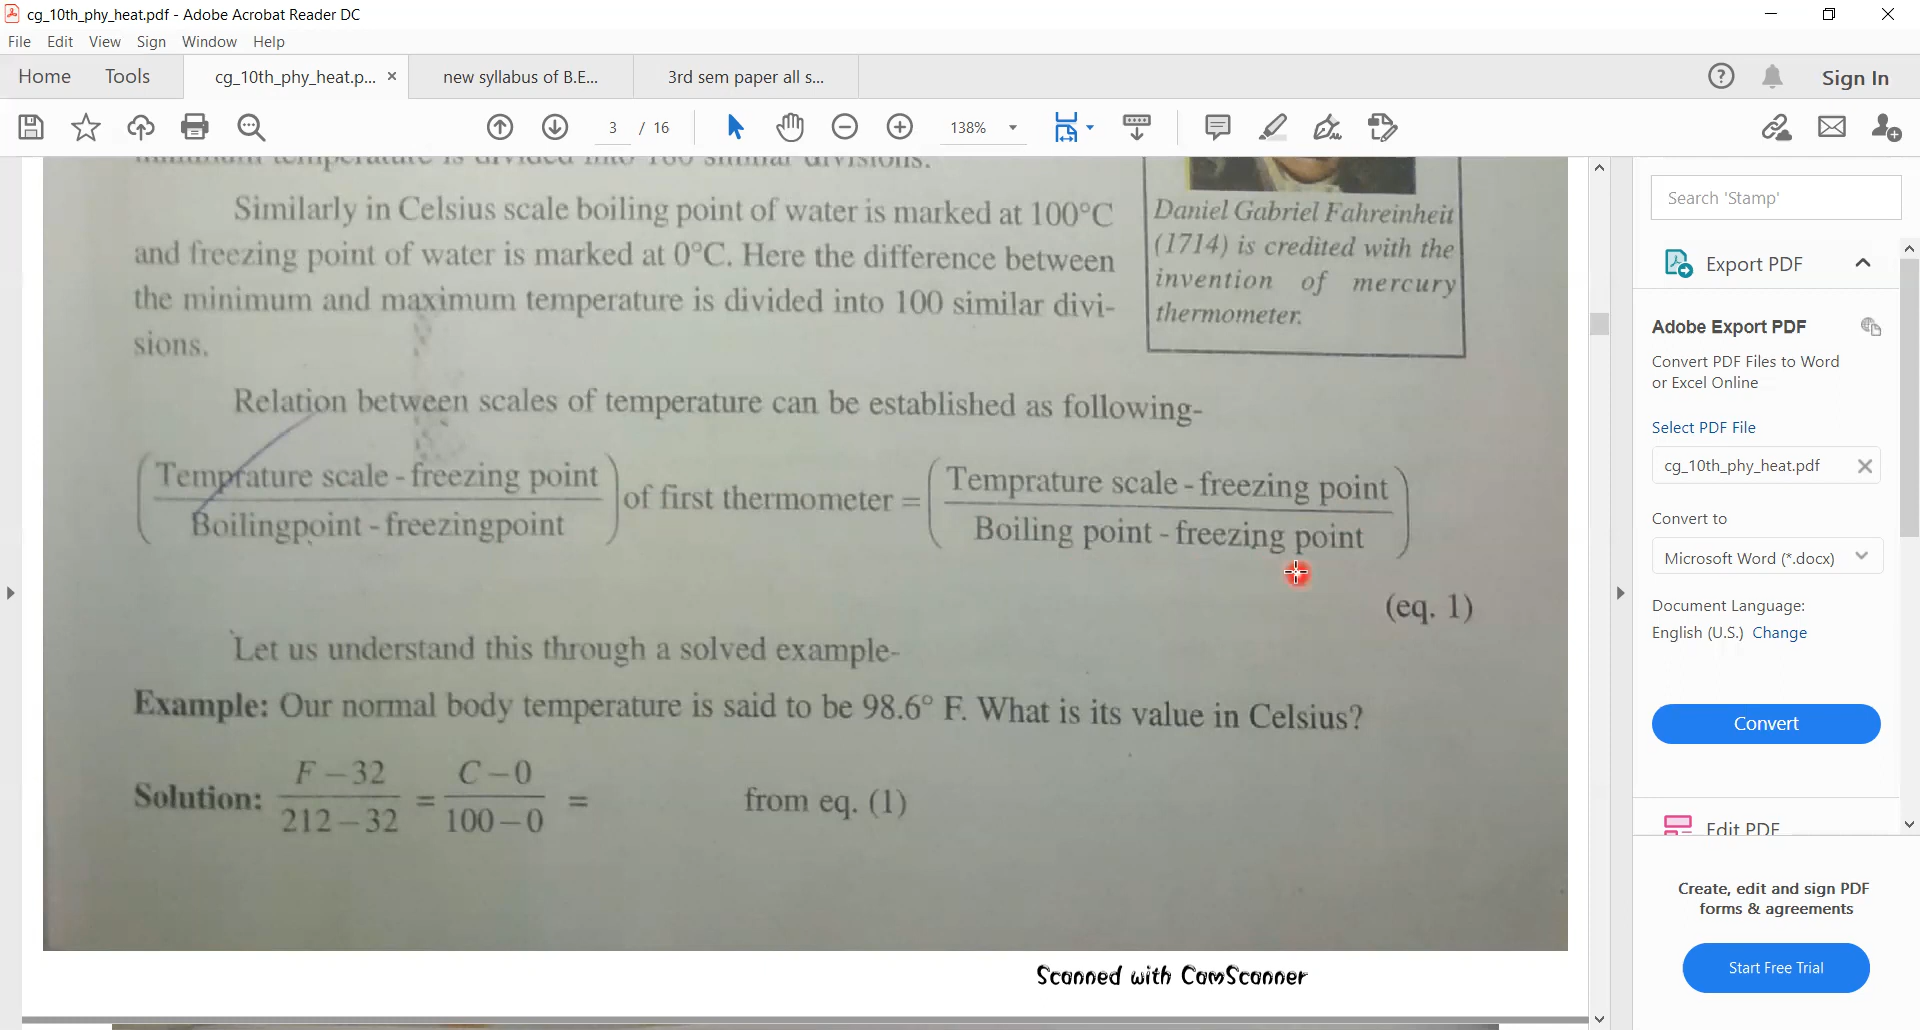 cg_10th_phy_heat.pdf - Adobe Acrobat Reader DC
File Edit View Sign Window Help
Home Tools cg_10th_phy_heat.p... × new syllabus of B.E... 3rd sem paper all s... Sign In
3 / 16 138%
minimum temperature is divided into 180 similar divisions.
Similarly in Celsius scale boiling point of water is marked at 100°C
and freezing point of water is marked at 0°C. Here the difference between
the minimum and maximum temperature is divided into 100 similar divi-
sions.
Daniel Gabriel Fahreinheit
(1714) is credited with the
invention of mercury
thermometer.
Relation between scales of temperature can be established as following-
(Temprature scale - freezing point / Boilingpoint - freezingpoint) of first thermometer = (Temprature scale - freezing point / Boiling point - freezing point)
(eq. 1)
Let us understand this through a solved example-
Example: Our normal body temperature is said to be 98.6° F. What is its value in Celsius?
Solution: F – 32 / 212 – 32 = C – 0 / 100 – 0 = from eq. (1)
Scanned with CamScanner
Search 'Stamp'
Export PDF
Adobe Export PDF
Convert PDF Files to Word
or Excel Online
Select PDF File
cg_10th_phy_heat.pdf
Convert to
Microsoft Word (*.docx)
Document Language:
English (U.S.) Change
Convert
Edit PDF
Create, edit and sign PDF
forms & agreements
Start Free Trial